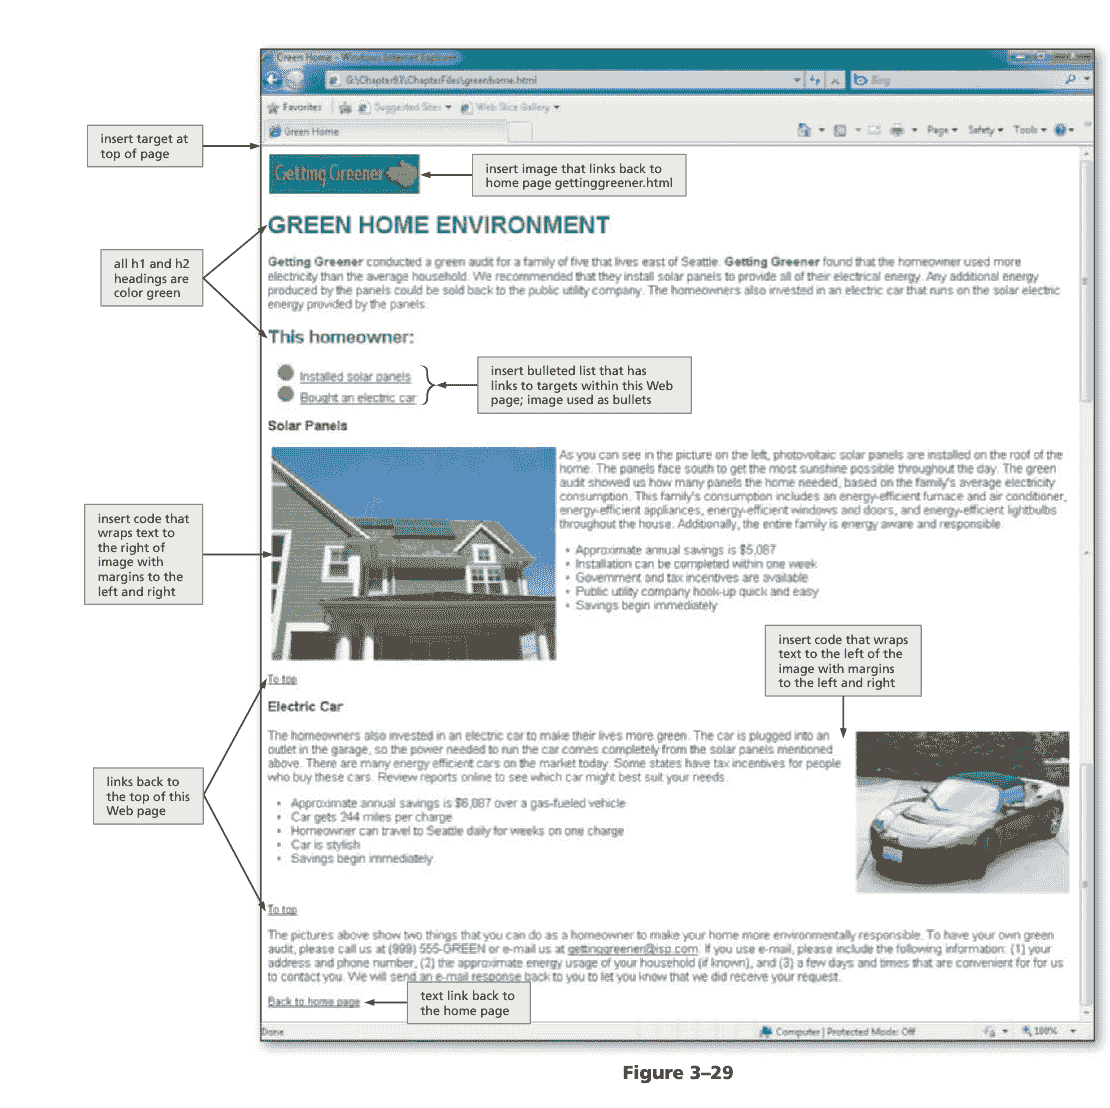 Green Home - Windows Internet Explorer
G:\Chapter03\ChapterFiles\greenhome.html
Bing
Favorites
Suggested Sites
Web Slice Gallery
Green Home
Page
Safety
Tools
insert target at
top of page
Getting Greener
insert image that links back to
home page gettinggreener.html
GREEN HOME ENVIRONMENT
all h1 and h2
headings are
color green
Getting Greener conducted a green audit for a family of five that lives east of Seattle. Getting Greener found that the homeowner used more
electricity than the average household. We recommended that they install solar panels to provide all of their electrical energy. Any additional energy
produced by the panels could be sold back to the public utility company. The homeowners also invested in an electric car that runs on the solar electric
energy provided by the panels.
This homeowner:
Installed solar panels
Bought an electric car
insert bulleted list that has
links to targets within this Web
page; image used as bullets
Solar Panels
As you can see in the picture on the left, photovoltaic solar panels are installed on the roof of the
home. The panels face south to get the most sunshine possible throughout the day. The green
audit showed us how many panels the home needed, based on the family's average electricity
consumption. This family's consumption includes an energy-efficient furnace and air conditioner,
energy-efficient appliances, energy-efficient windows and doors, and energy-efficient lightbulbs
throughout the house. Additionally, the entire family is energy aware and responsible.
insert code that
wraps text to
the right of
image with
margins to the
left and right
• Approximate annual savings is $5,067
• Installation can be completed within one week
• Government and tax incentives are available
• Public utility company hook-up quick and easy
• Savings begin immediately
insert code that wraps
text to the left of the
image with margins
to the left and right
To top
Electric Car
The homeowners also invested in an electric car to make their lives more green. The car is plugged into an
outlet in the garage, so the power needed to run the car comes completely from the solar panels mentioned
above. There are many energy efficient cars on the market today. Some states have tax incentives for people
who buy these cars. Review reports online to see which car might best suit your needs.
links back to
the top of this
Web page
• Approximate annual savings is $6,087 over a gas-fueled vehicle
• Car gets 244 miles per charge
• Homeowner can travel to Seattle daily for weeks on one charge
• Car is stylish
• Savings begin immediately
To top
The pictures above show two things that you can do as a homeowner to make your home more environmentally responsible. To have your own green
audit, please call us at (999) 555-GREEN or e-mail us at gettinggreener@isp.com. If you use e-mail, please include the following information: (1) your
address and phone number, (2) the approximate energy usage of your household (if known), and (3) a few days and times that are convenient for for us
to contact you. We will send an e-mail response back to you to let you know that we did receive your request.
Back to home page
text link back to
the home page
Done
Computer | Protected Mode: Off
100%
Figure 3–29